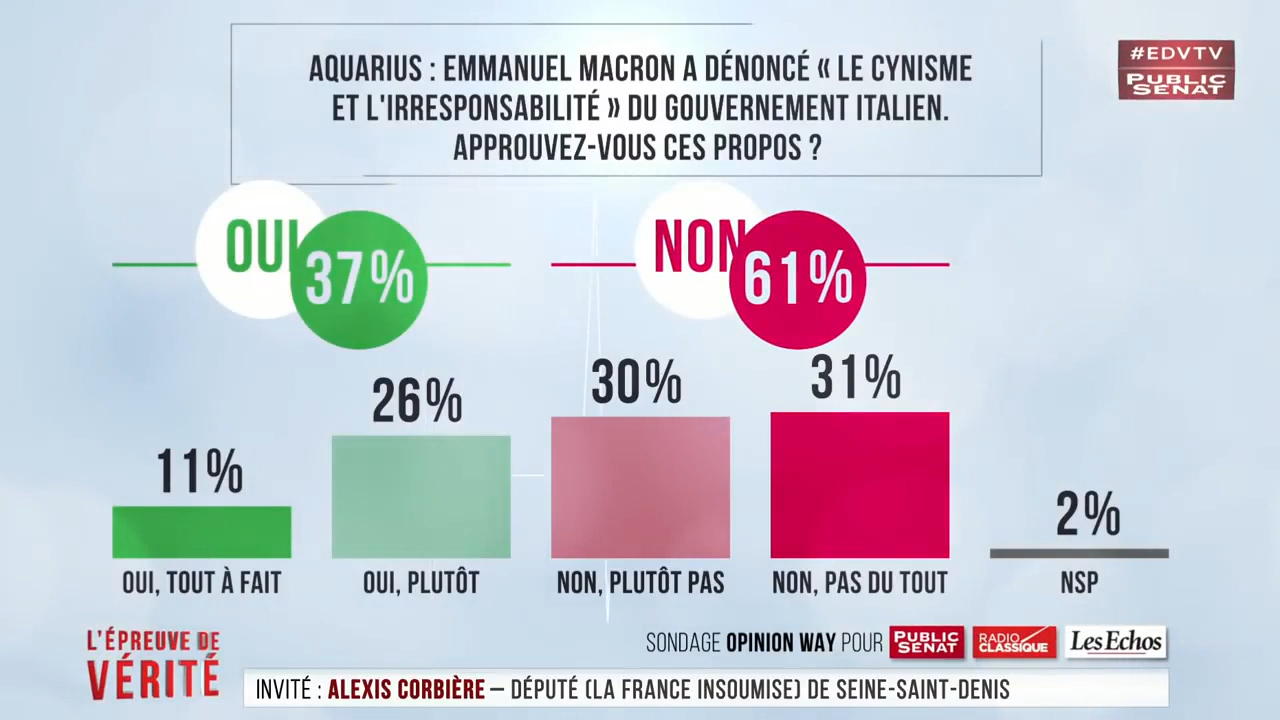 AQUARIUS : EMMANUEL MACRON A DÉNONCÉ « LE CYNISME
ET L'IRRESPONSABILITÉ » DU GOUVERNEMENT ITALIEN.
APPROUVEZ-VOUS CES PROPOS ?
#EDVTV
PUBLIC
SENAT
OUI
37%
NON
61%
11%
26%
30%
31%
2%
OUI, TOUT À FAIT
OUI, PLUTÔT
NON, PLUTÔT PAS
NON, PAS DU TOUT
NSP
L'ÉPREUVE DE
VÉRITÉ
SONDAGE OPINION WAY POUR
PUBLIC
SENAT
RADIO
CLASSIQUE
Les Echos
INVITÉ : ALEXIS CORBIÈRE – DÉPUTÉ (LA FRANCE INSOUMISE) DE SEINE-SAINT-DENIS